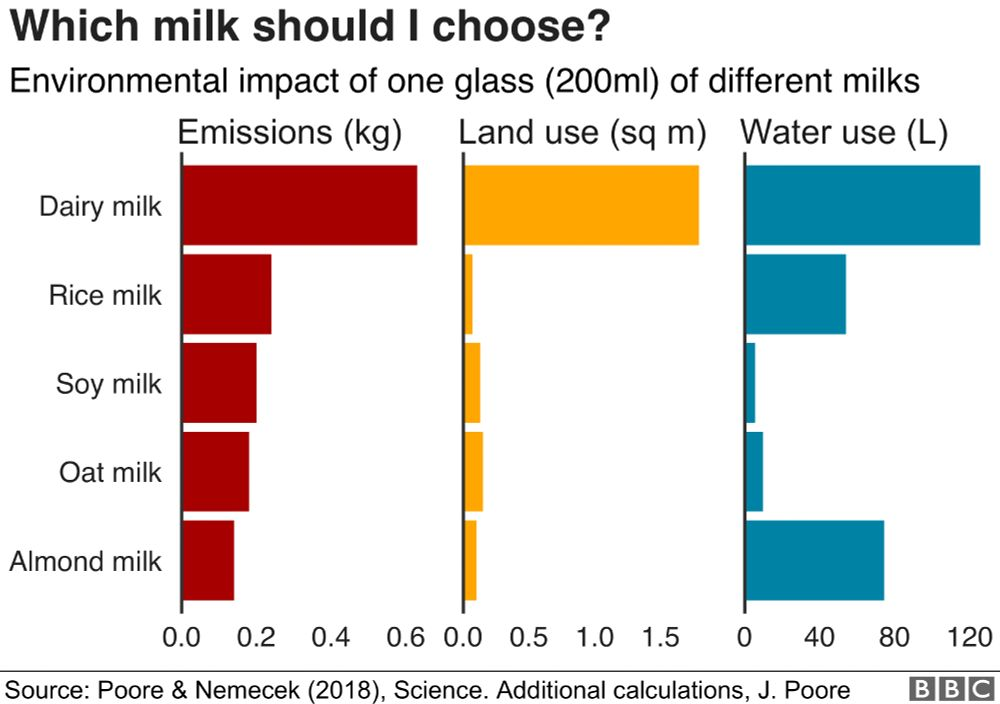 Which milk should I choose?
Environmental impact of one glass (200ml) of different milks
Emissions (kg) Land use (sq m) Water use (L)
Dairy milk
Rice milk
Soy milk
Oat milk
Almond milk
0.0 0.2 0.4 0.6 0.0 0.5 1.0 1.5 0 40 80 120
Source: Poore & Nemecek (2018), Science. Additional calculations, J. Poore BBC